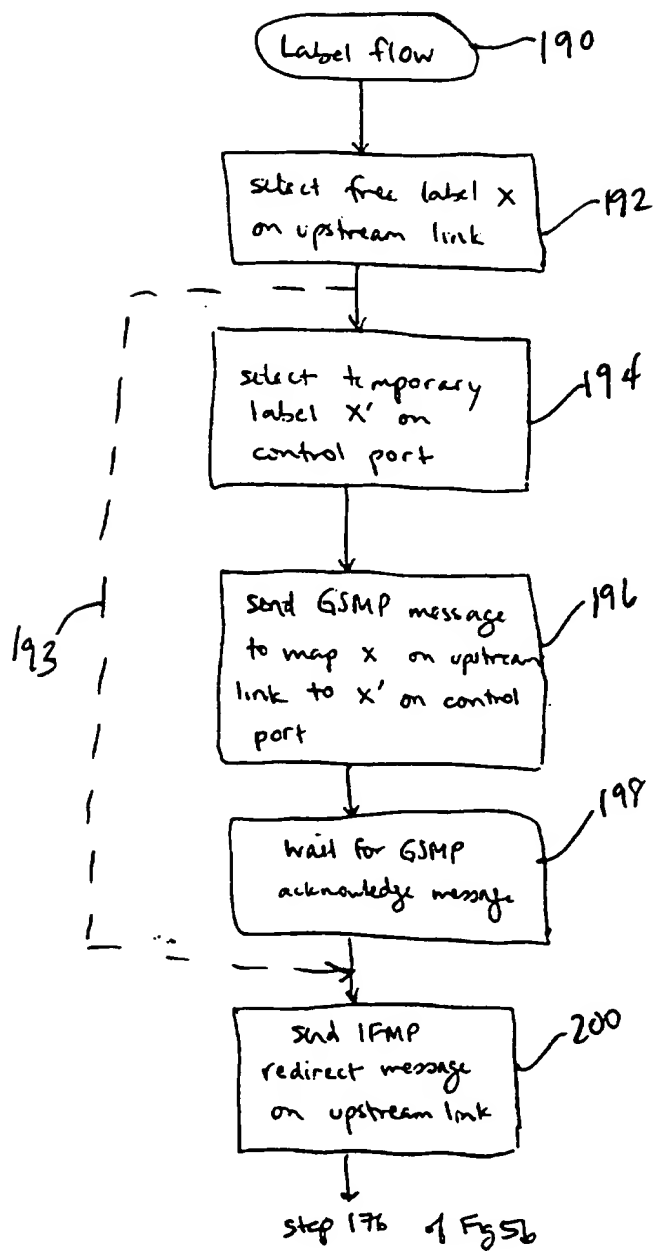 Label flow
190
select free label x
on upstream link
192
select temporary
label x' on
control port
194
send GSMP message
to map x on upstream
link to x' on control
port
196
193
wait for GSMP
acknowledge message
198
send IFMP
redirect message
on upstream link
200
step 176 of Fig 5b